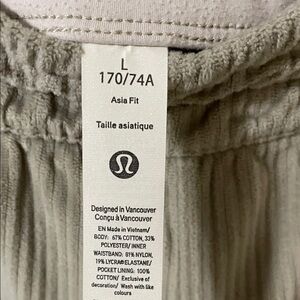 L
170/74A
Asia Fit
Taille asiatique
Designed in Vancouver
Conçu à Vancouver
EN Made in Vietnam/
BODY: 67% COTTON, 33%
POLYESTER/INNER
WAISTBAND: 81% NYLON,
19% LYCRA® ELASTANE/
POCKET LINING: 100%
COTTON/ Exclusive of
decoration/ Wash with like
colours